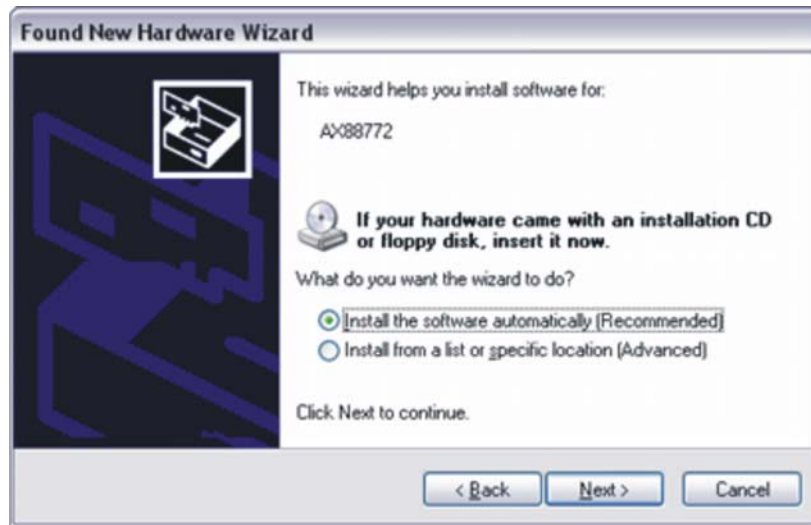 Found New Hardware Wizard
This wizard helps you install software for:
AX88772
If your hardware came with an installation CD
or floppy disk, insert it now.
What do you want the wizard to do?
Install the software automatically (Recommended)
Install from a list or specific location (Advanced)
Click Next to continue.
< Back Next > Cancel